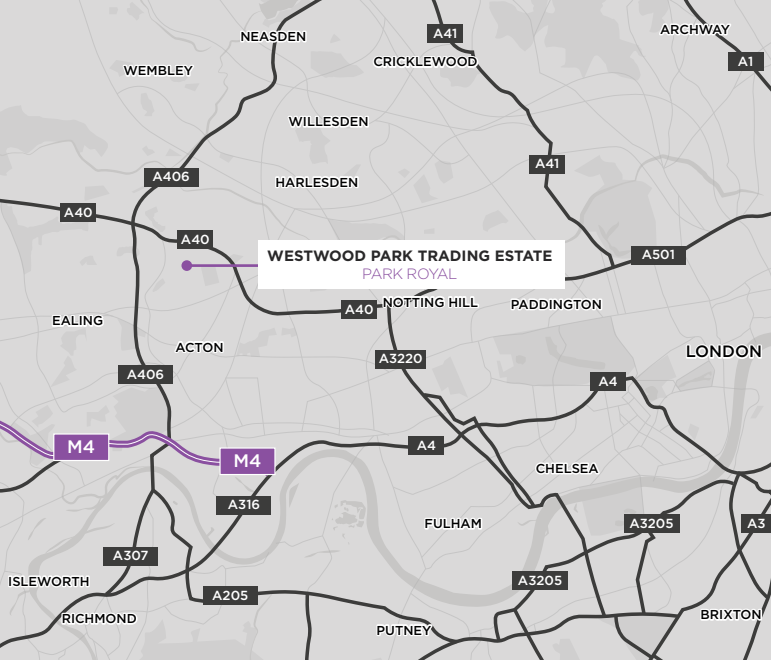 ARCHWAY
A41
NEASDEN
A1
CRICKLEWOOD
WEMBLEY
WILLESDEN
A41
A406
HARLESDEN
A40
A40
WESTWOOD PARK TRADING ESTATE
PARK ROYAL
A501
A40
NOTTING HILL
PADDINGTON
EALING
ACTON
LONDON
A3220
A406
A4
M4
A4
M4
CHELSEA
A316
FULHAM
A3205
A3
A307
ISLEWORTH
A3205
A205
RICHMOND
BRIXTON
PUTNEY